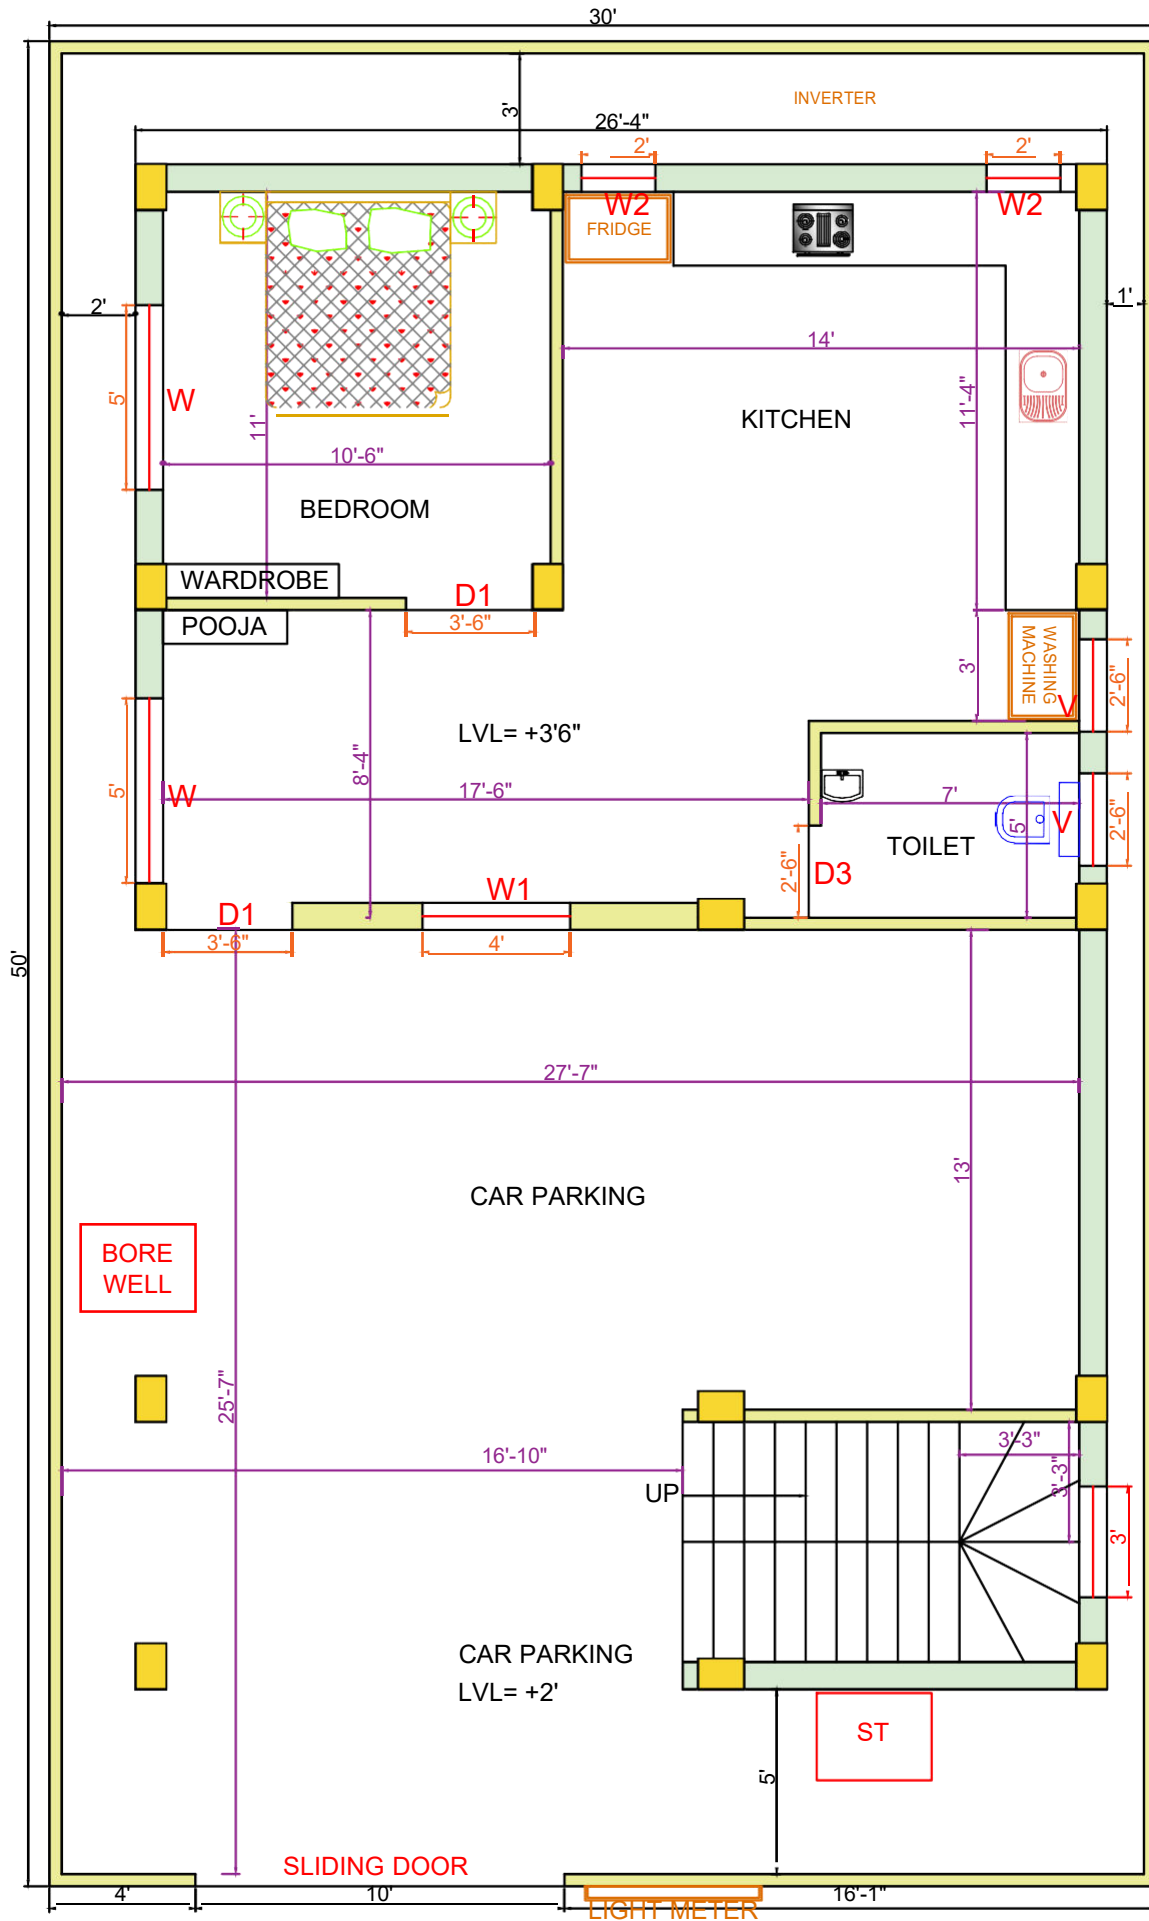 30'
INVERTER
3'
26'-4"
2'
2'
W2
W2
FRIDGE
2'
1'
14'
5'
W
11'
11'-4"
KITCHEN
10'-6"
BEDROOM
WARDROBE
D1
POOJA
3'-6"
WASHING
MACHINE
3'
2'-6"
V
LVL= +3'6"
8'-4"
5'
W
17'-6"
7'
5'
V
2'-6"
TOILET
2'-6"
D3
W1
D1
3'-6"
4'
50'
27'-7"
13'
CAR PARKING
BORE
WELL
25'-7"
16'-10"
3'-3"
3'-3"
UP
3'
CAR PARKING
LVL= +2'
ST
5'
SLIDING DOOR
4'
10'
16'-1"
LIGHT METER